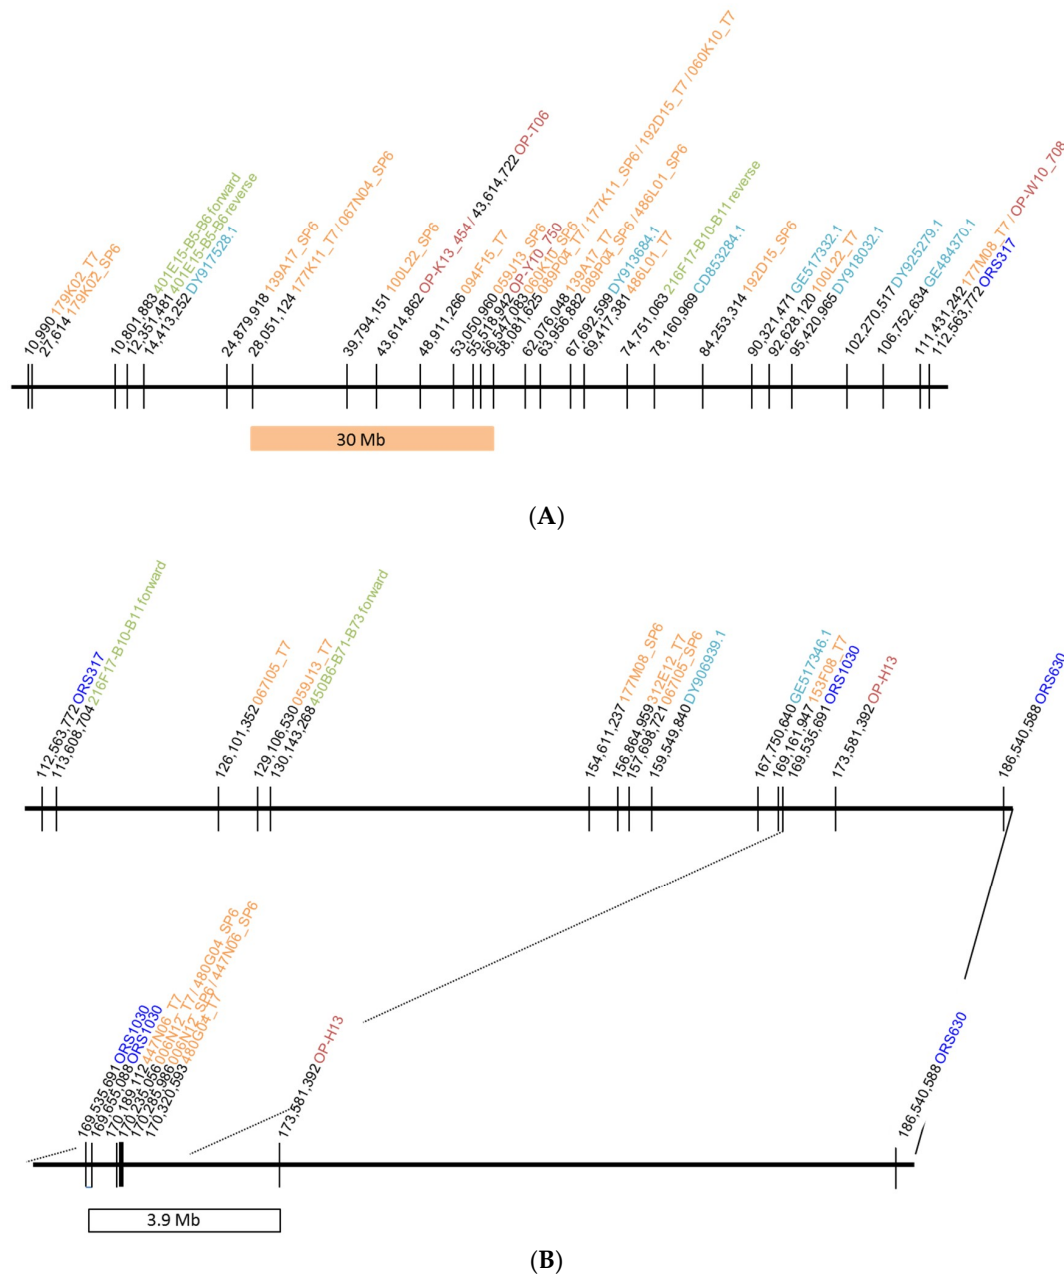 10,990 179K02_T7
27,614 179K02_SP6
10,801,883 401E15-B5-B6 forward
12,351,481 401E15-B5-B6 reverse
14,413,252 DY917528.1
24,879,918 139A17_SP6
28,051,124 177K11_T7 / 067N04_SP6
39,794,151 100L22_SP6
43,614,862 OP-K13_454 / 43,614,722 OP-T06
48,911,266 094F15_T7
53,050,960 059J13_SP6
55,518,942 OP-Y10_750
56,547,083 060K10_SP6
58,081,625 089P04_T7 / 177K11_SP6 / 192D15_T7 / 060K10_T7
62,076,048 139A17_T7
63,956,882 089P04_SP6 / 486L01_SP6
67,692,599 DY913684.1
69,417,381 486L01_T7
74,751,063 216F17-B10-B11 reverse
78,160,969 CD853284.1
84,253,314 192D15_SP6
90,321,471 GE517332.1
92,628,120 100L22_T7
95,420,965 DY918032.1
102,270,517 DY925279.1
106,752,634 GE484370.1
111,431,242 177M08_T7 / OP-W10_708
112,563,772 ORS317
30 Mb
(A)
112,563,772 ORS317
113,608,704 216F17-B10-B11 forward
126,101,352 067I05_T7
129,106,530 059J13_T7
130,143,268 450B6-B71-B73 forward
154,611,237 177M08_SP6
156,864,959 312E12_T7
157,698,721 067I05_SP6
159,549,840 DY906939.1
167,750,640 GE517346.1
169,161,947 153F08_T7
169,535,691 ORS1030
173,581,392 OP-H13
186,540,588 ORS630
169,535,691 ORS1030
169,655,088 ORS1030
170,189,112 447N06_T7
170,235,056 006N12_T7 / 480G04_SP6
170,285,986 006N12_SP6 / 447N06_SP6
170,320,593 480G04_T7
173,581,392 OP-H13
186,540,588 ORS630
3.9 Mb
(B)